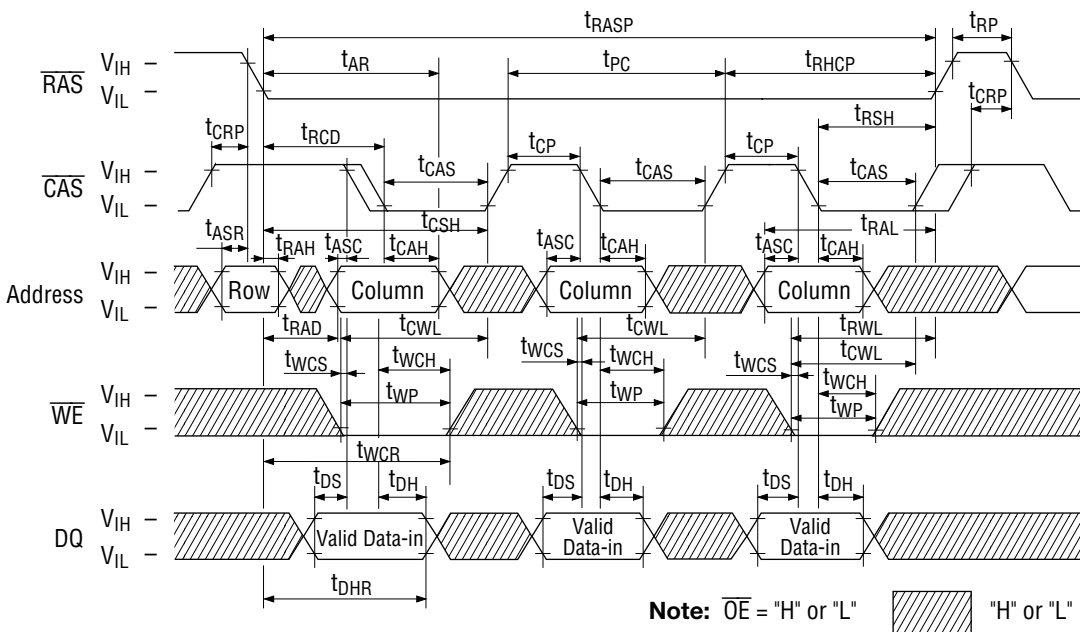 tRASP
tRP
tAR
tPC
tRHCP
RAS
VIH
VIL
tCRP
tRSH
tCRP
tRCD
tCP
tCP
CAS
VIH
VIL
tCAS
tCAS
tCAS
tCSH
tRAL
tASR
tRAH
tASC
tCAH
tASC
tCAH
tASC
tCAH
Address
VIH
VIL
Row
Column
Column
Column
tRAD
tCWL
tCWL
tRWL
tWCS
tWCH
tWCS
tWCH
tWCS
tCWL
tWCH
WE
VIH
VIL
tWP
tWP
tWP
tWCR
tDS
tDH
tDS
tDH
tDS
tDH
DQ
VIH
VIL
Valid Data-in
Valid
Data-in
Valid
Data-in
tDHR
Note: OE = "H" or "L"
"H" or "L"